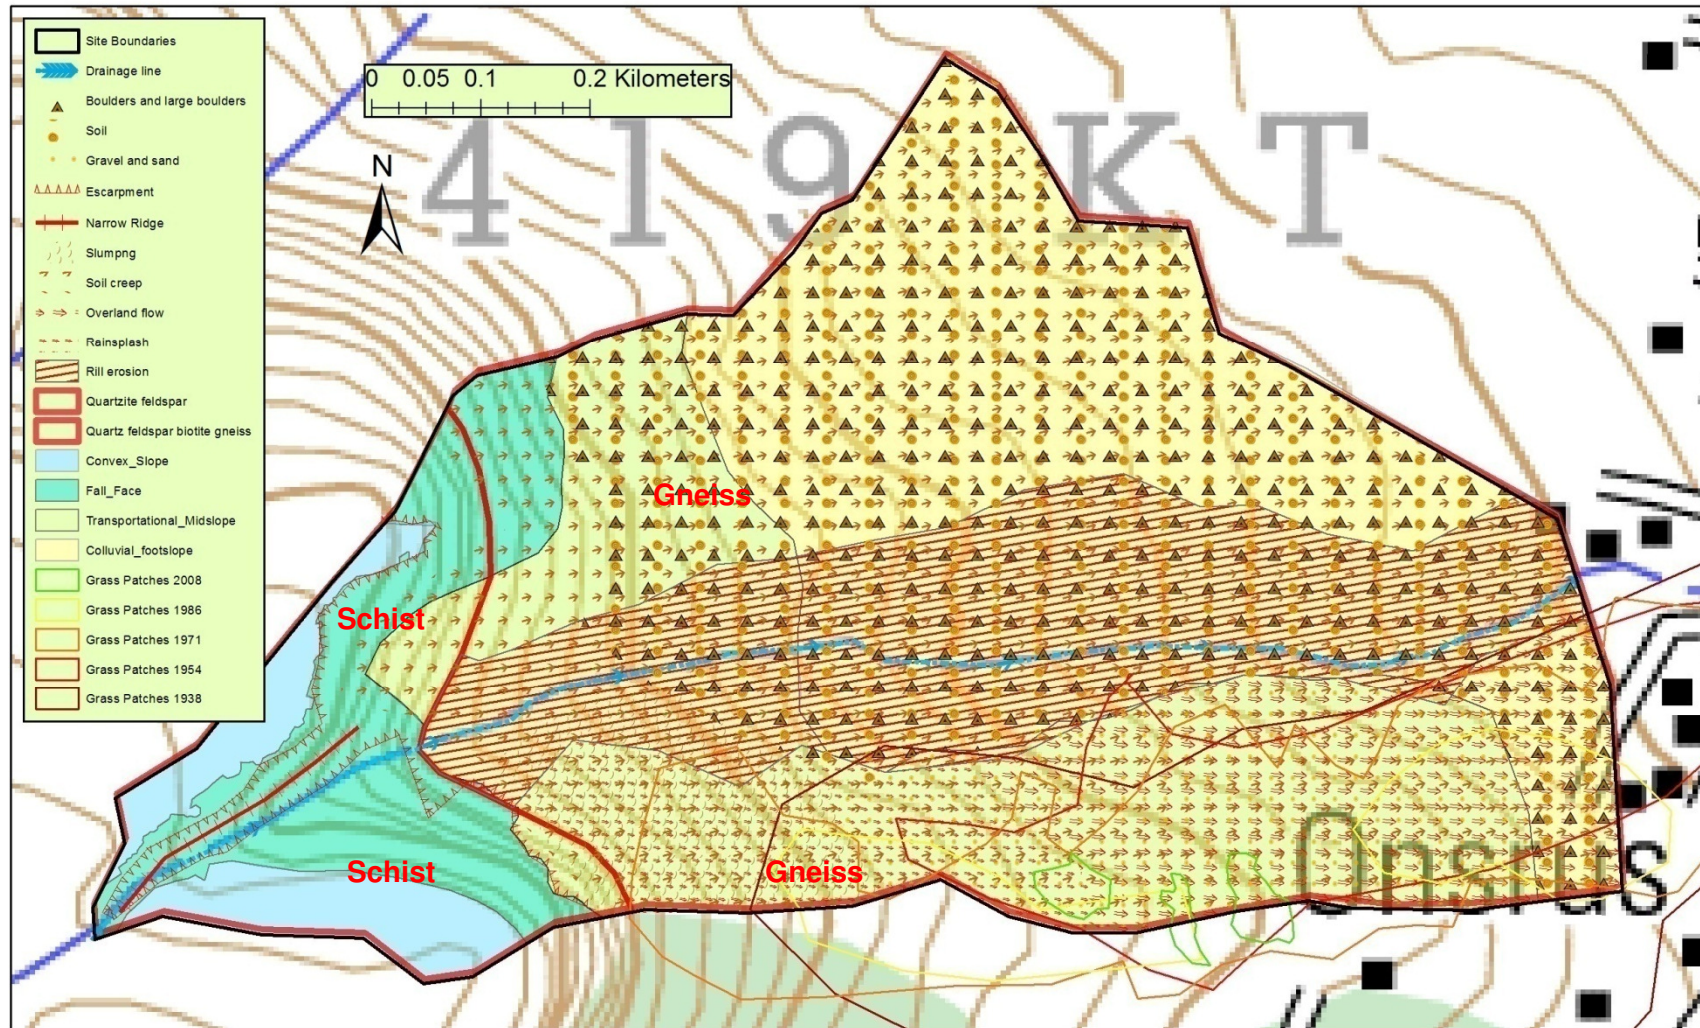 Site Boundaries
Drainage line
Boulders and large boulders
Soil
Gravel and sand
Escarpment
Narrow Ridge
Slumpng
Soil creep
Overland flow
Rainsplash
Rill erosion
Quartzite feldspar
Quartz feldspar biotite gneiss
Convex_Slope
Fall_Face
Transportational_Midslope
Colluvial_footslope
Grass Patches 2008
Grass Patches 1986
Grass Patches 1971
Grass Patches 1954
Grass Patches 1938
0 0.05 0.1 0.2 Kilometers
N
419 KT
Gneiss
Schist
Schist
Gneiss